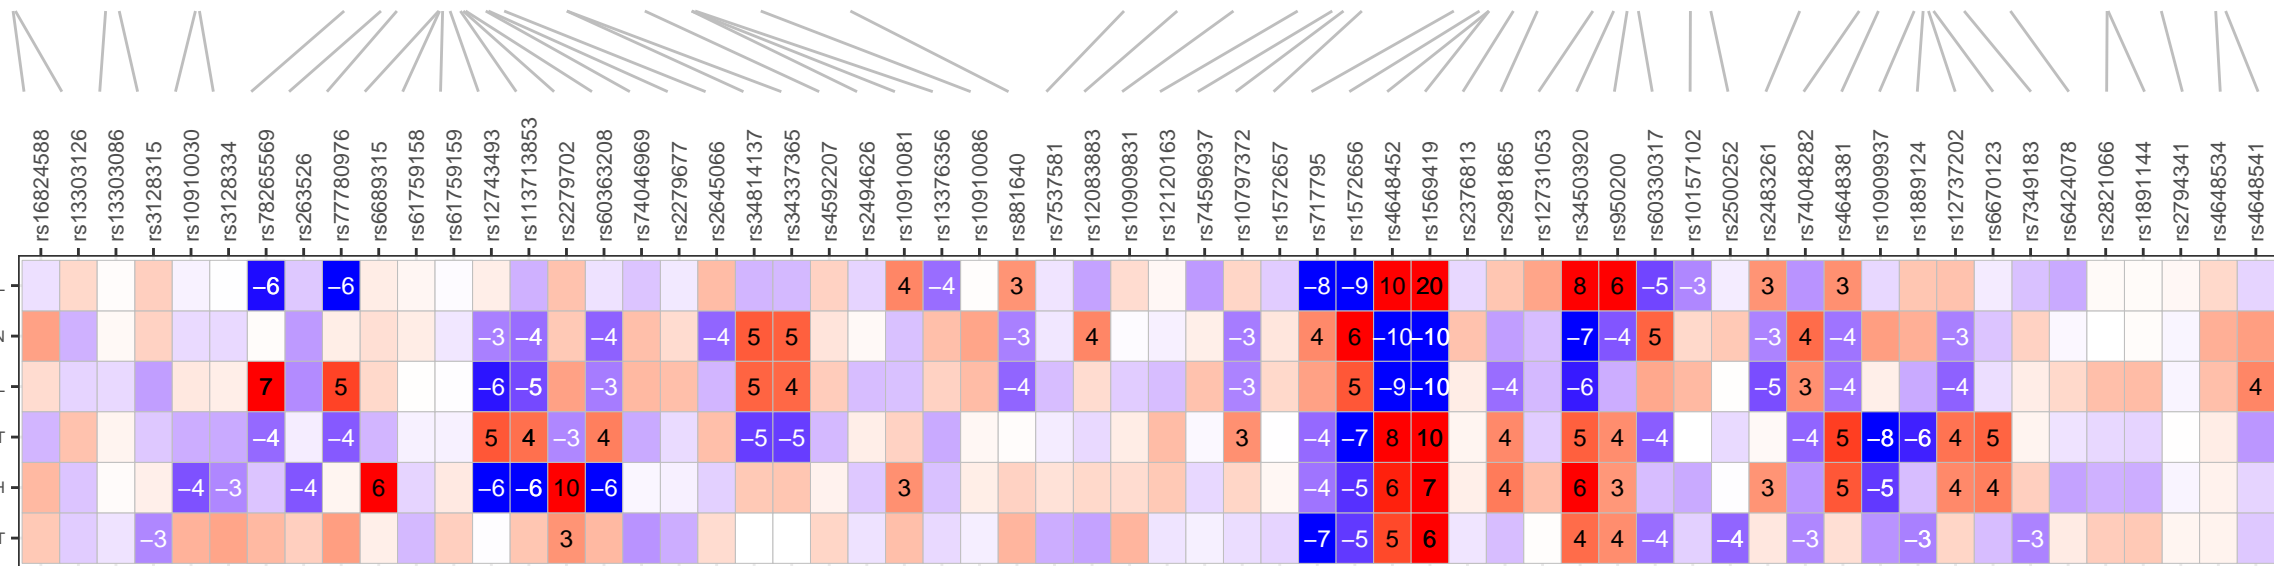 rs16824588 rs13303126 rs13303086 rs3128315 rs10910030 rs3128334 rs78265569 rs263526 rs77780976 rs6689315 rs61759158 rs61759159 rs12743493 rs113713853 rs2279702 rs60363208 rs74046969 rs2279677 rs2645066 rs34814137 rs34337365 rs4592207 rs2494626 rs10910081 rs13376356 rs10910086 rs881640 rs7537581 rs12083883 rs10909831 rs12120163 rs74596937 rs10797372 rs1572657 rs717795 rs1572656 rs4648452 rs1569419 rs2376813 rs2981865 rs12731053 rs34503920 rs950200 rs60330317 rs10157102 rs2500252 rs2483261 rs74048282 rs4648381 rs10909937 rs1889124 rs12737202 rs6670123 rs7349183 rs6424078 rs2821066 rs1891144 rs2794341 rs4648534 rs4648541
−6 −6 4 −4 3 −8 −9 10 20 8 6 −5 −3 3 3
N −3 −4 −4 −4 5 5 −3 4 −3 4 6 −10 −10 −7 −4 5 −3 4 −4 −3
7 5 −6 −5 −3 5 4 −4 −3 5 −9 −10 −4 −6 −5 3 −4 −4 4
T −4 −4 5 4 −3 4 −5 −5 3 −4 −7 8 10 4 5 4 −4 −4 5 −8 −6 4 5
H −4 −3 −4 6 −6 −6 10 −6 3 −4 −5 6 7 4 6 3 3 5 −5 4 4
T −3 3 −7 −5 5 6 4 4 −4 −4 −3 −3 −3